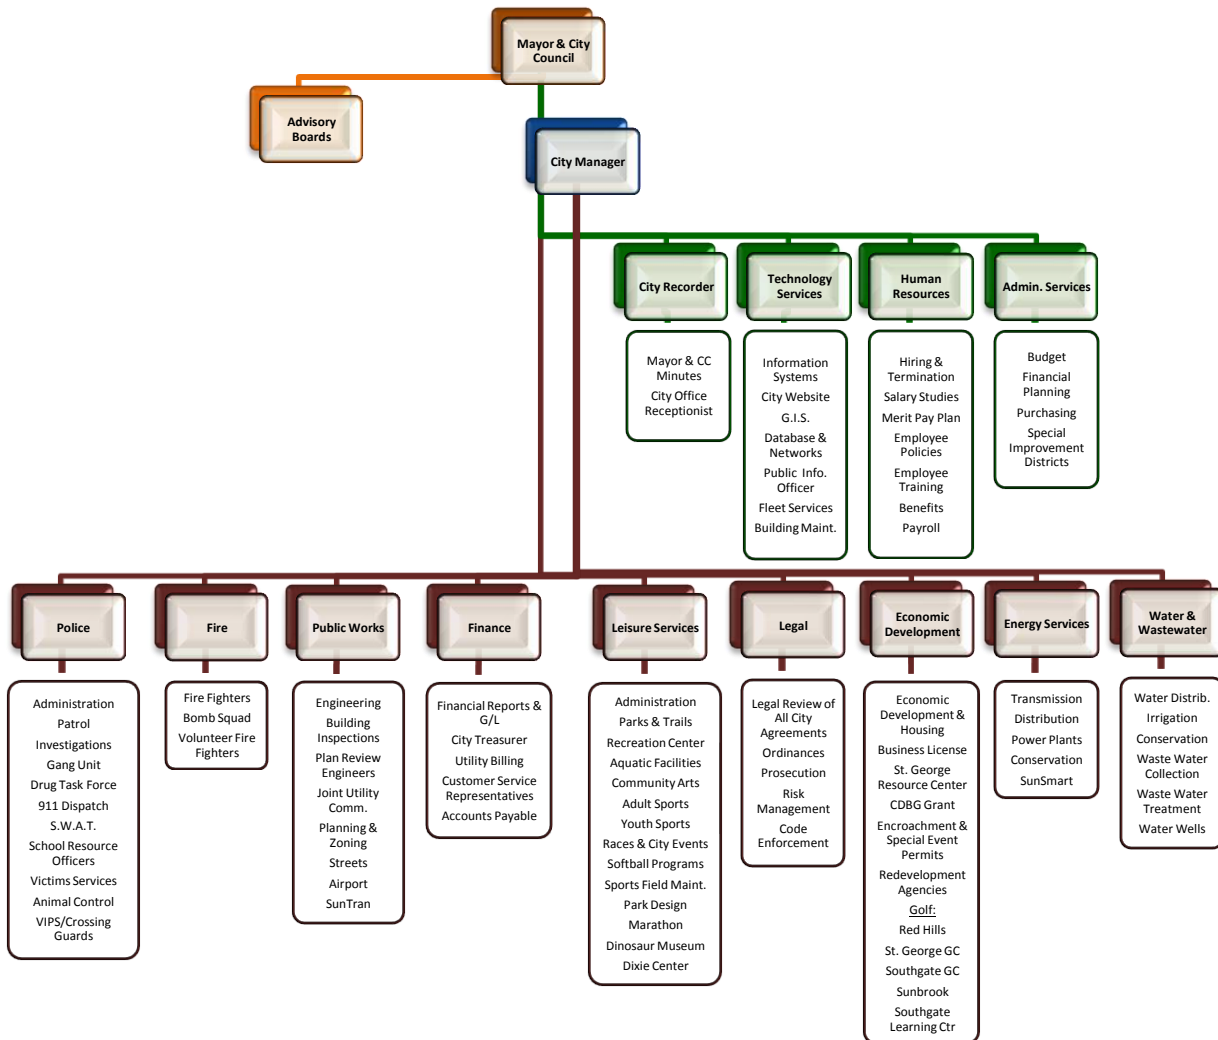 Mayor & City
Council
Advisory
Boards
City Manager
City Recorder
Technology
Services
Human
Resources
Admin. Services
Mayor & CC
Minutes
City Office
Receptionist
Information
Systems
City Website
G.I.S.
Database &
Networks
Public Info.
Officer
Fleet Services
Building Maint.
Hiring &
Termination
Salary Studies
Merit Pay Plan
Employee
Policies
Employee
Training
Benefits
Payroll
Budget
Financial
Planning
Purchasing
Special
Improvement
Districts
Police
Fire
Public Works
Finance
Leisure Services
Legal
Economic
Development
Energy Services
Water &
Wastewater
Administration
Patrol
Investigations
Gang Unit
Drug Task Force
911 Dispatch
S.W.A.T.
School Resource
Officers
Victims Services
Animal Control
VIPS/Crossing
Guards
Fire Fighters
Bomb Squad
Volunteer Fire
Fighters
Engineering
Building
Inspections
Plan Review
Engineers
Joint Utility
Comm.
Planning &
Zoning
Streets
Airport
SunTran
Financial Reports &
G/L
City Treasurer
Utility Billing
Customer Service
Representatives
Accounts Payable
Administration
Parks & Trails
Recreation Center
Aquatic Facilities
Community Arts
Adult Sports
Youth Sports
Races & City Events
Softball Programs
Sports Field Maint.
Park Design
Marathon
Dinosaur Museum
Dixie Center
Legal Review of
All City
Agreements
Ordinances
Prosecution
Risk
Management
Code
Enforcement
Economic
Development &
Housing
Business License
St. George
Resource Center
CDBG Grant
Encroachment &
Special Event
Permits
Redevelopment
Agencies
Golf:
Red Hills
St. George GC
Southgate GC
Sunbrook
Southgate
Learning Ctr
Transmission
Distribution
Power Plants
Conservation
SunSmart
Water Distrib.
Irrigation
Conservation
Waste Water
Collection
Waste Water
Treatment
Water Wells